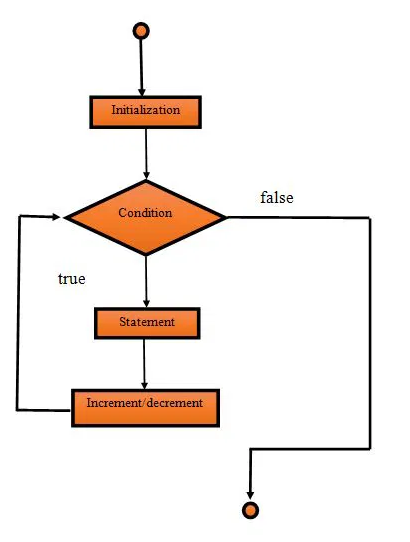 Initialization
Condition
false
true
Statement
Increment/decrement